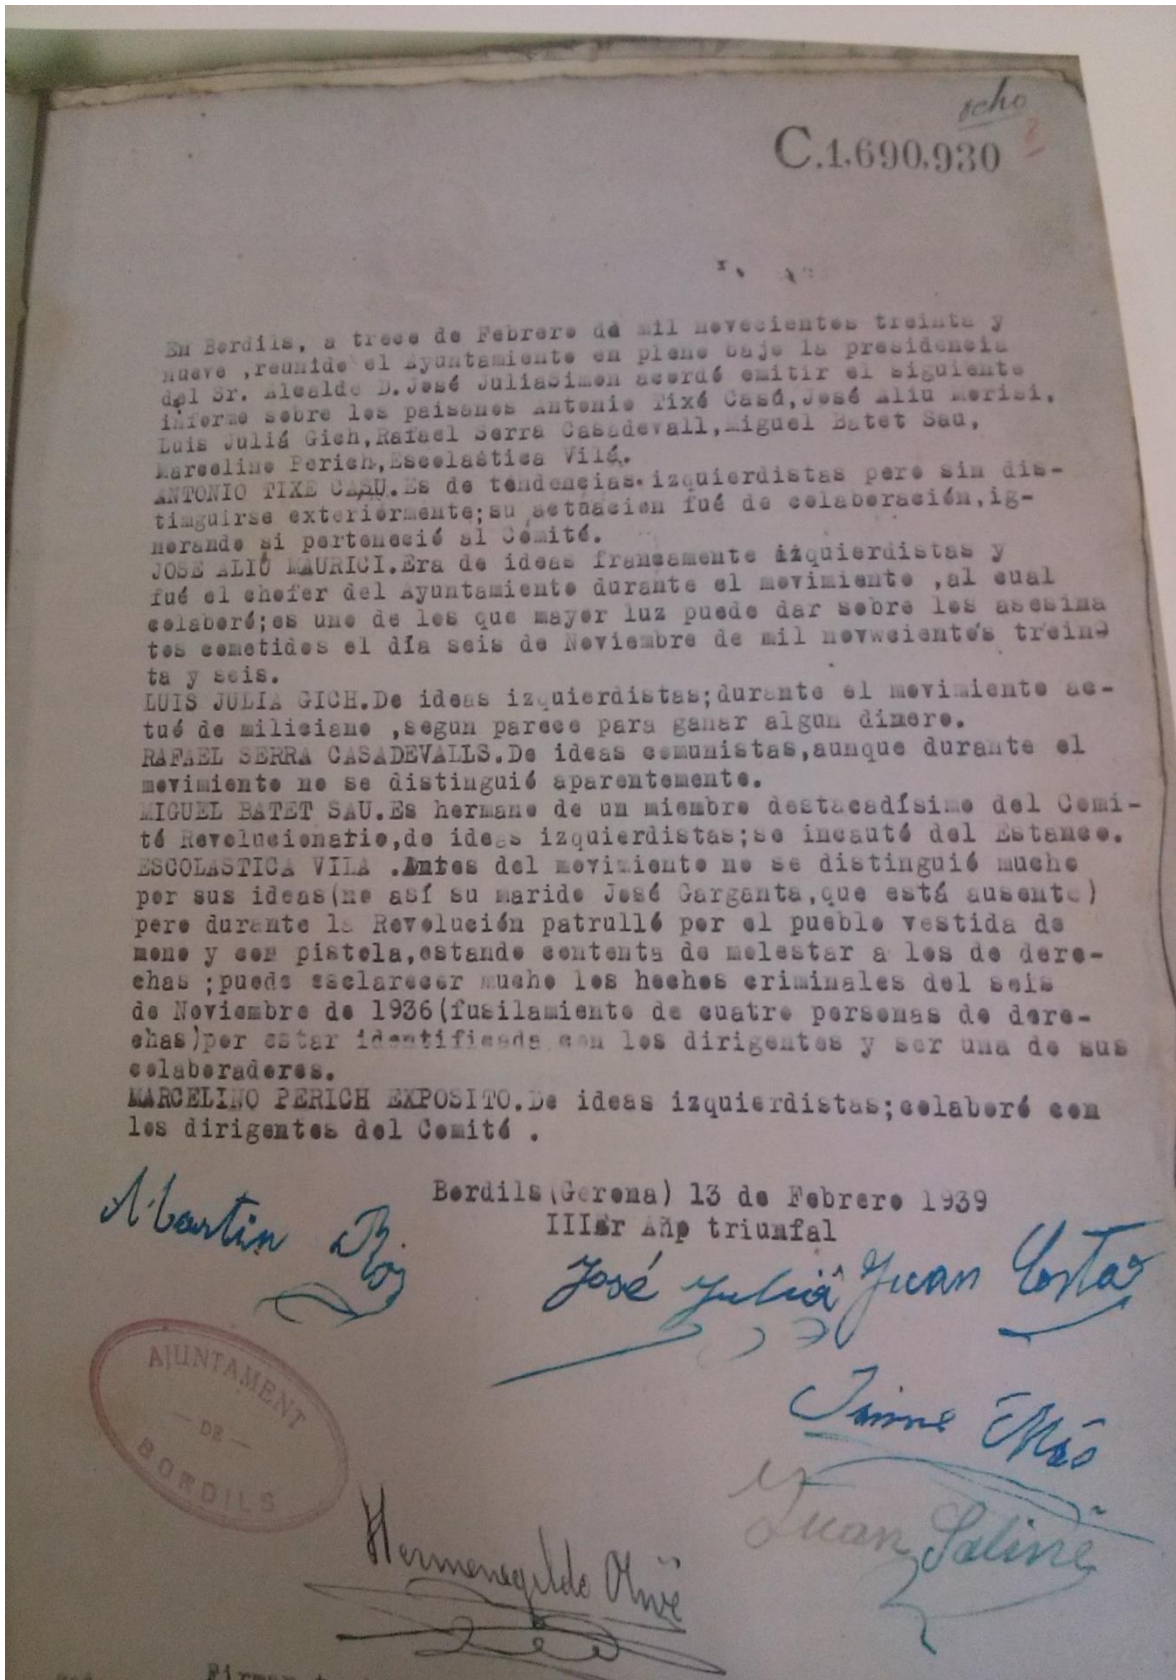 ocho
8
C.1.690.930
En Bordils, a trece de Febrero de mil novecientos treinta y
nueve ,reunido el Ayuntamiento en pleno bajo la presidencia
del Sr. Alcalde D.José JuliaSimon acordó emitir el siguiente
informe sobre los paisanos Antonio Tixé Casú,José Aliu Morisi,
Luis Juliá Gich,Rafael Serra Casadevall,Miguel Batet Sau,
Marcelino Perich,Escolastica Vilá.
ANTONIO TIXE CASU.Es de tendencias izquierdistas pero sin dis-
timguirse exteriormente;su actuacion fué de colaboración,ig-
norando si perteneció al Comité.
JOSE ALIU MAURICI.Era de ideas francamente izquierdistas y
fué el chofer del Ayuntamiento durante el movimiento ,al cual
colaboró;es uno de los que mayor luz puede dar sobre los asesina
tos cometidos el día seis de Noviembre de mil novwcientos trein
ta y seis.
LUIS JULIA GICH.De ideas izquierdistas;durante el movimiento ac-
tué de miliciano ,segun parece para ganar algun dinero.
RAFAEL SERRA CASADEVALLS.De ideas comunistas,aunque durante el
movimiento no se distinguió aparentemente.
MIGUEL BATET SAU.Es hermano de un miembro destacadísimo del Comi-
té Revolucionario,de ideas izquierdistas;se incautó del Estanco.
ESCOLASTICA VILA .Antes del movimiento no se distinguió mucho
por sus ideas(no así su marido José Garganta,que está ausente)
pero durante la Revolución patrulló por el pueblo vestida de
mono y con pistola,estando contenta de molestar a los de dere-
chas ;puede esclarecer mucho los hechos criminales del seis
de Noviembre de 1936(fusilamiento de cuatro personas de dere-
chas)por estar identificada con los dirigentes y ser una de sus
colaboradores.
MARCELINO PERICH EXPOSITO.De ideas izquierdistas;colaboró con
los dirigentes del Comité .
Bordils(Gerona) 13 de Febrero 1939
IIIer Año triunfal
Martin
José Juliá Juan Costa
AJUNTAMENT
DE
BORDILS
Jaime Mas
Juan Saliné
Hermenegildo Olivé